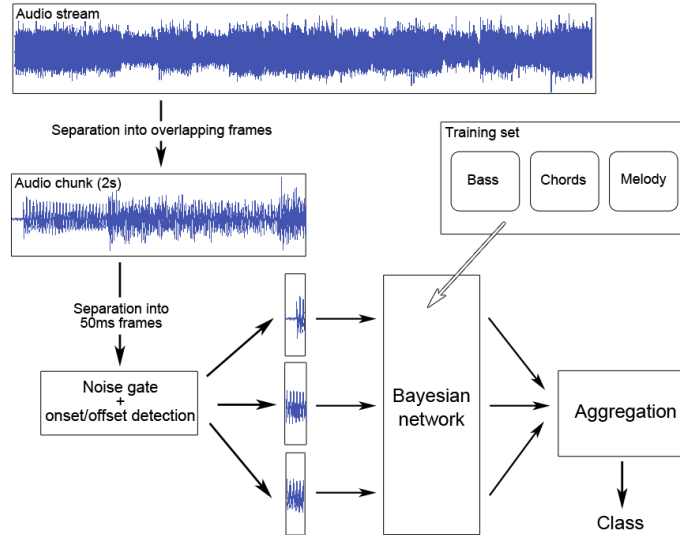 Audio stream
Separation into overlapping frames
Training set
Bass
Chords
Melody
Audio chunk (2s)
Separation into
50ms frames
Noise gate
+
onset/offset detection
Bayesian
network
Aggregation
Class